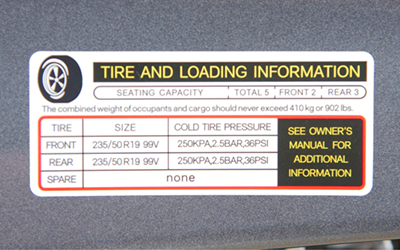 TIRE AND LOADING INFORMATION
SEATING CAPACITY TOTAL 5 FRONT 2 REAR 3
The combined weight of occupants and cargo should never exceed 410 kg or 902 lbs.
TIRE SIZE COLD TIRE PRESSURE
FRONT 235/50 R19 99V 250KPA,2.5BAR,36PSI
REAR 235/50 R19 99V 250KPA,2.5BAR,36PSI
SPARE none
SEE OWNER'S
MANUAL FOR
ADDITIONAL
INFORMATION